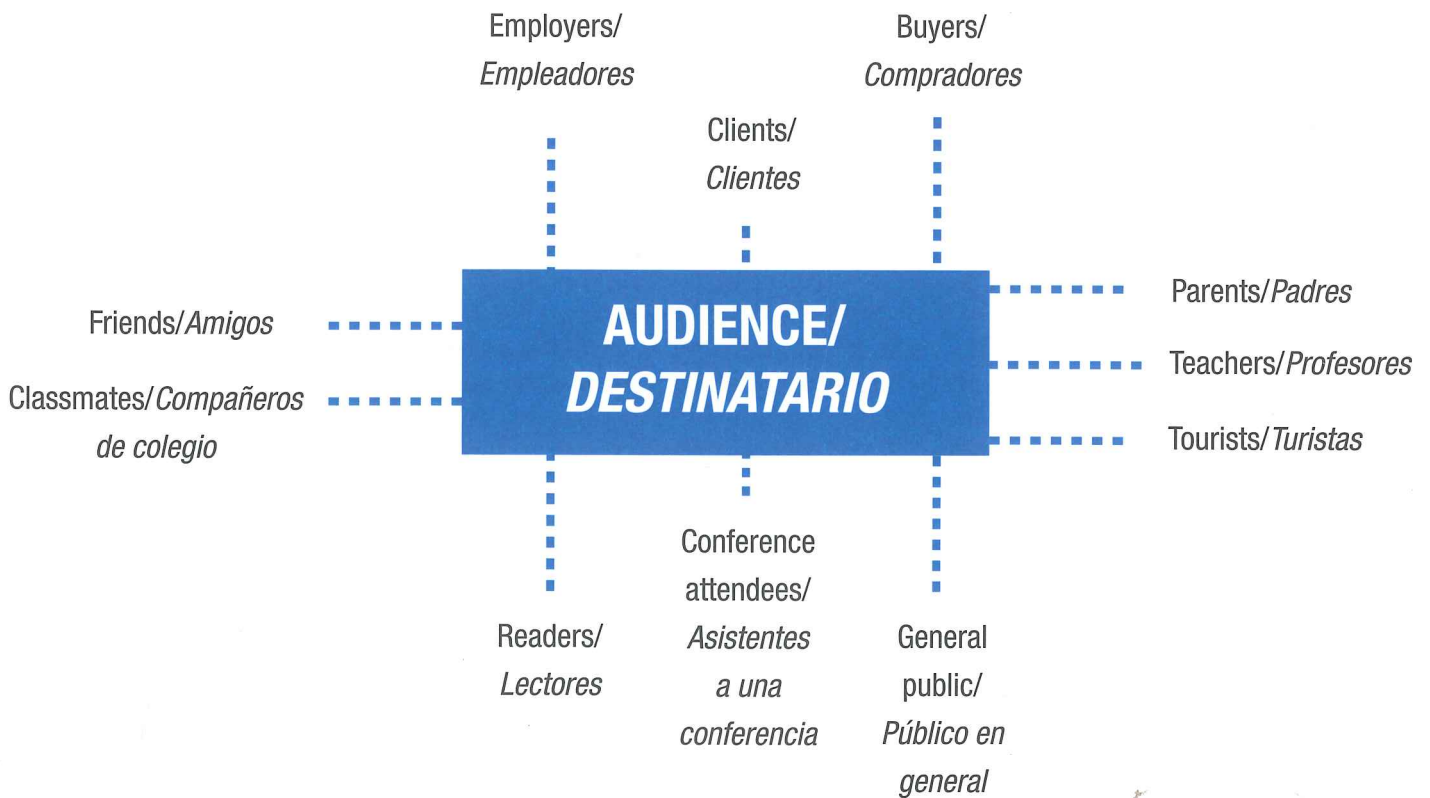 Employers/
Empleadores
Buyers/
Compradores
Clients/
Clientes
Friends/Amigos
Classmates/Compañeros
de colegio
AUDIENCE/
DESTINATARIO
Parents/Padres
Teachers/Profesores
Tourists/Turistas
Readers/
Lectores
Conference
attendees/
Asistentes
a una
conferencia
General
public/
Público en
general